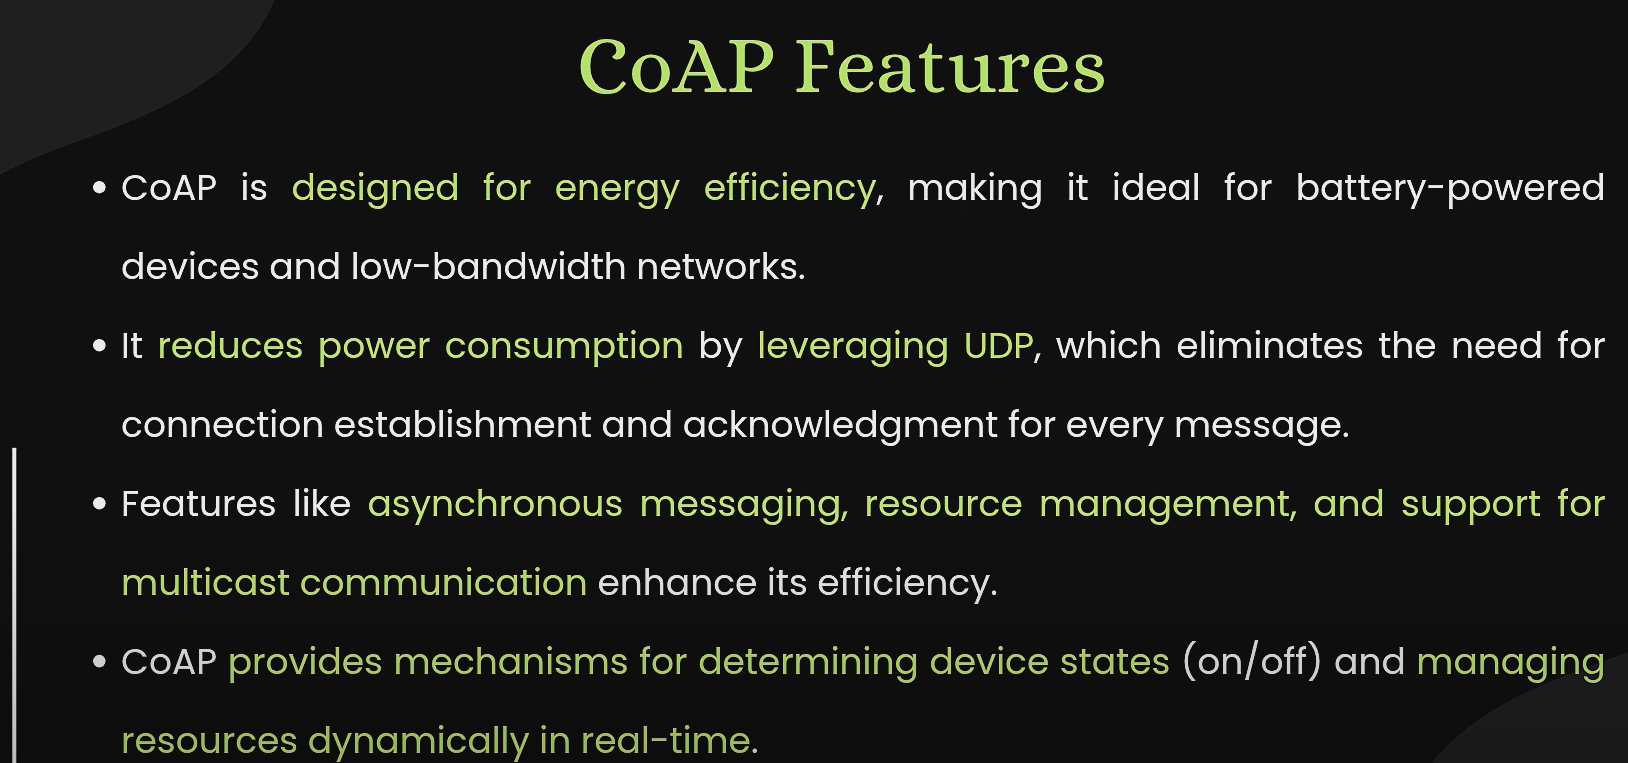 CoAP Features
• CoAP is designed for energy efficiency, making it ideal for battery-powered
devices and low-bandwidth networks.
• It reduces power consumption by leveraging UDP, which eliminates the need for
connection establishment and acknowledgment for every message.
• Features like asynchronous messaging, resource management, and support for
multicast communication enhance its efficiency.
• CoAP provides mechanisms for determining device states (on/off) and managing
resources dynamically in real-time.